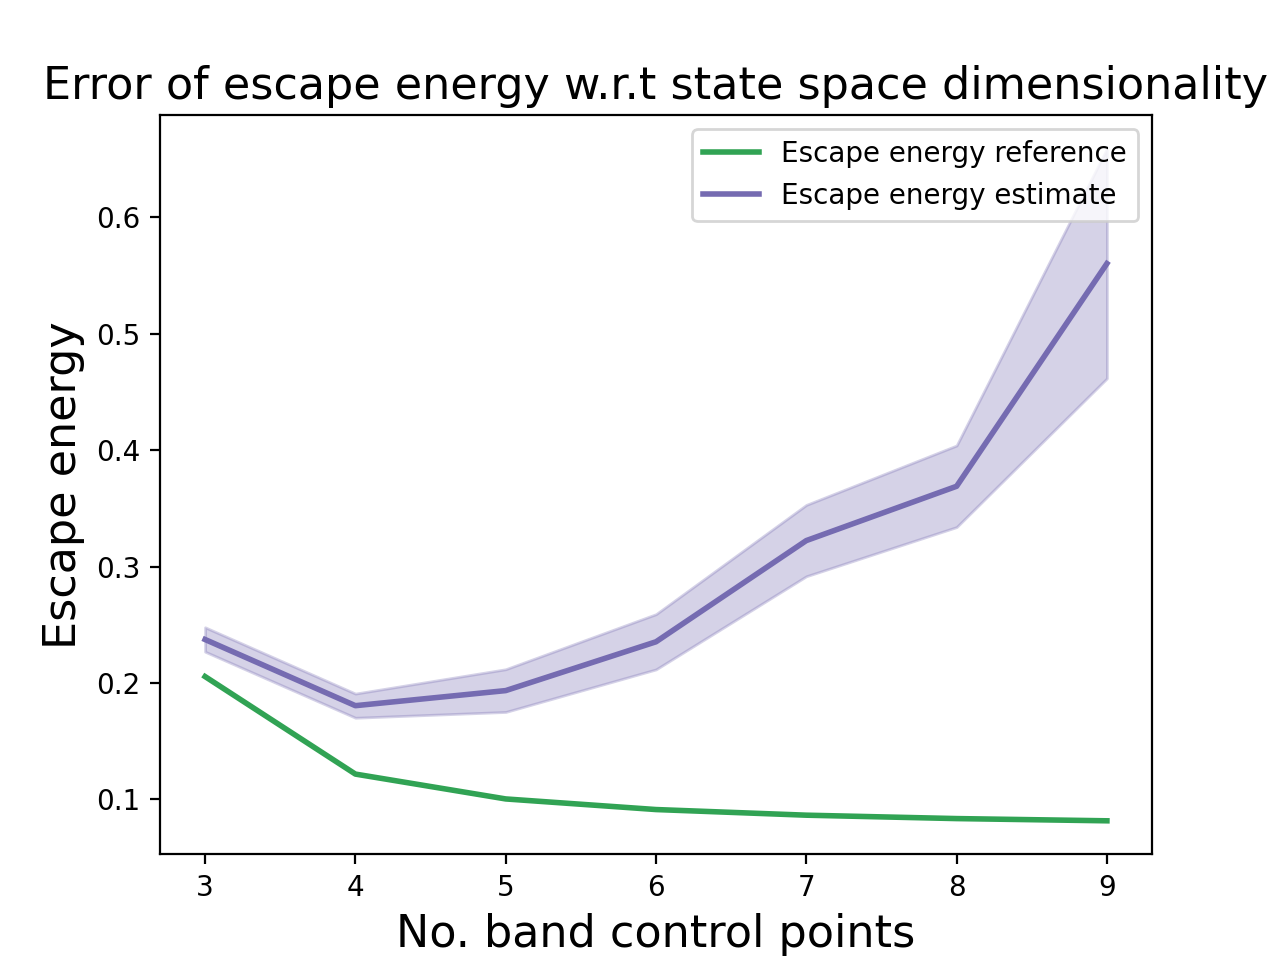 Error of escape energy w.r.t state space dimensionality
Escape energy reference
Escape energy estimate
Escape energy
0.6
0.5
0.4
0.3
0.2
0.1
3 4 5 6 7 8 9
No. band control points